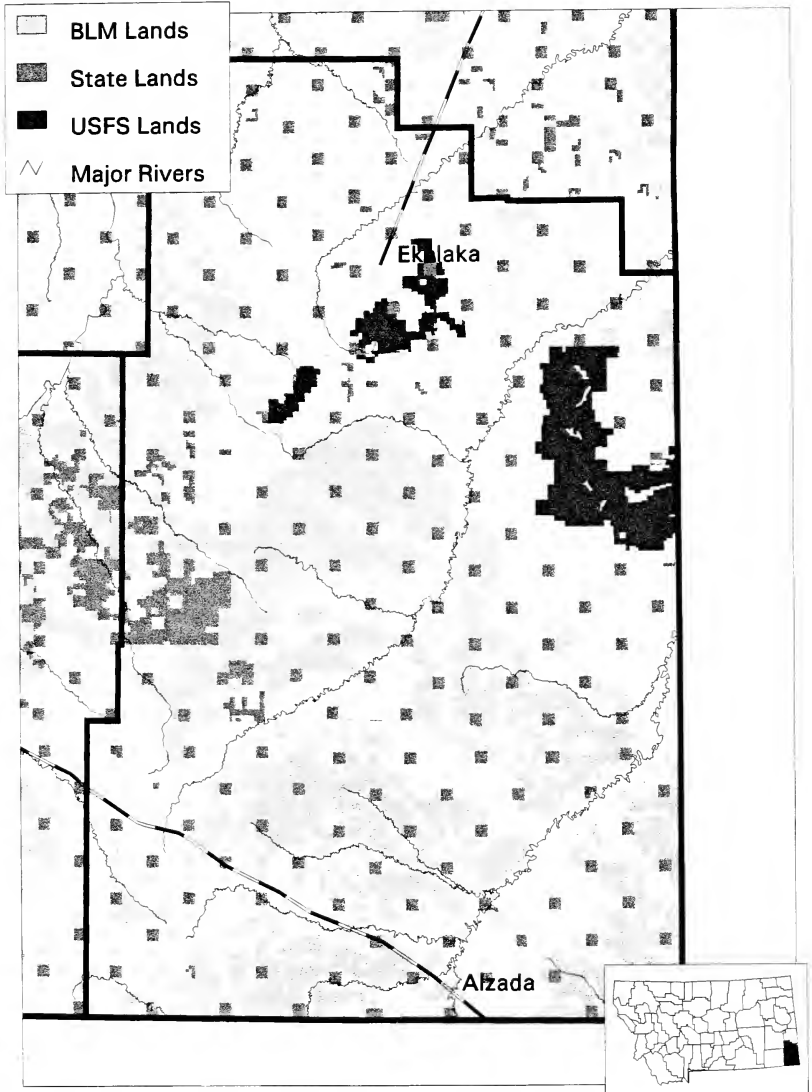 BLM Lands
State Lands
USFS Lands
Major Rivers
Ekalaka
Alzada